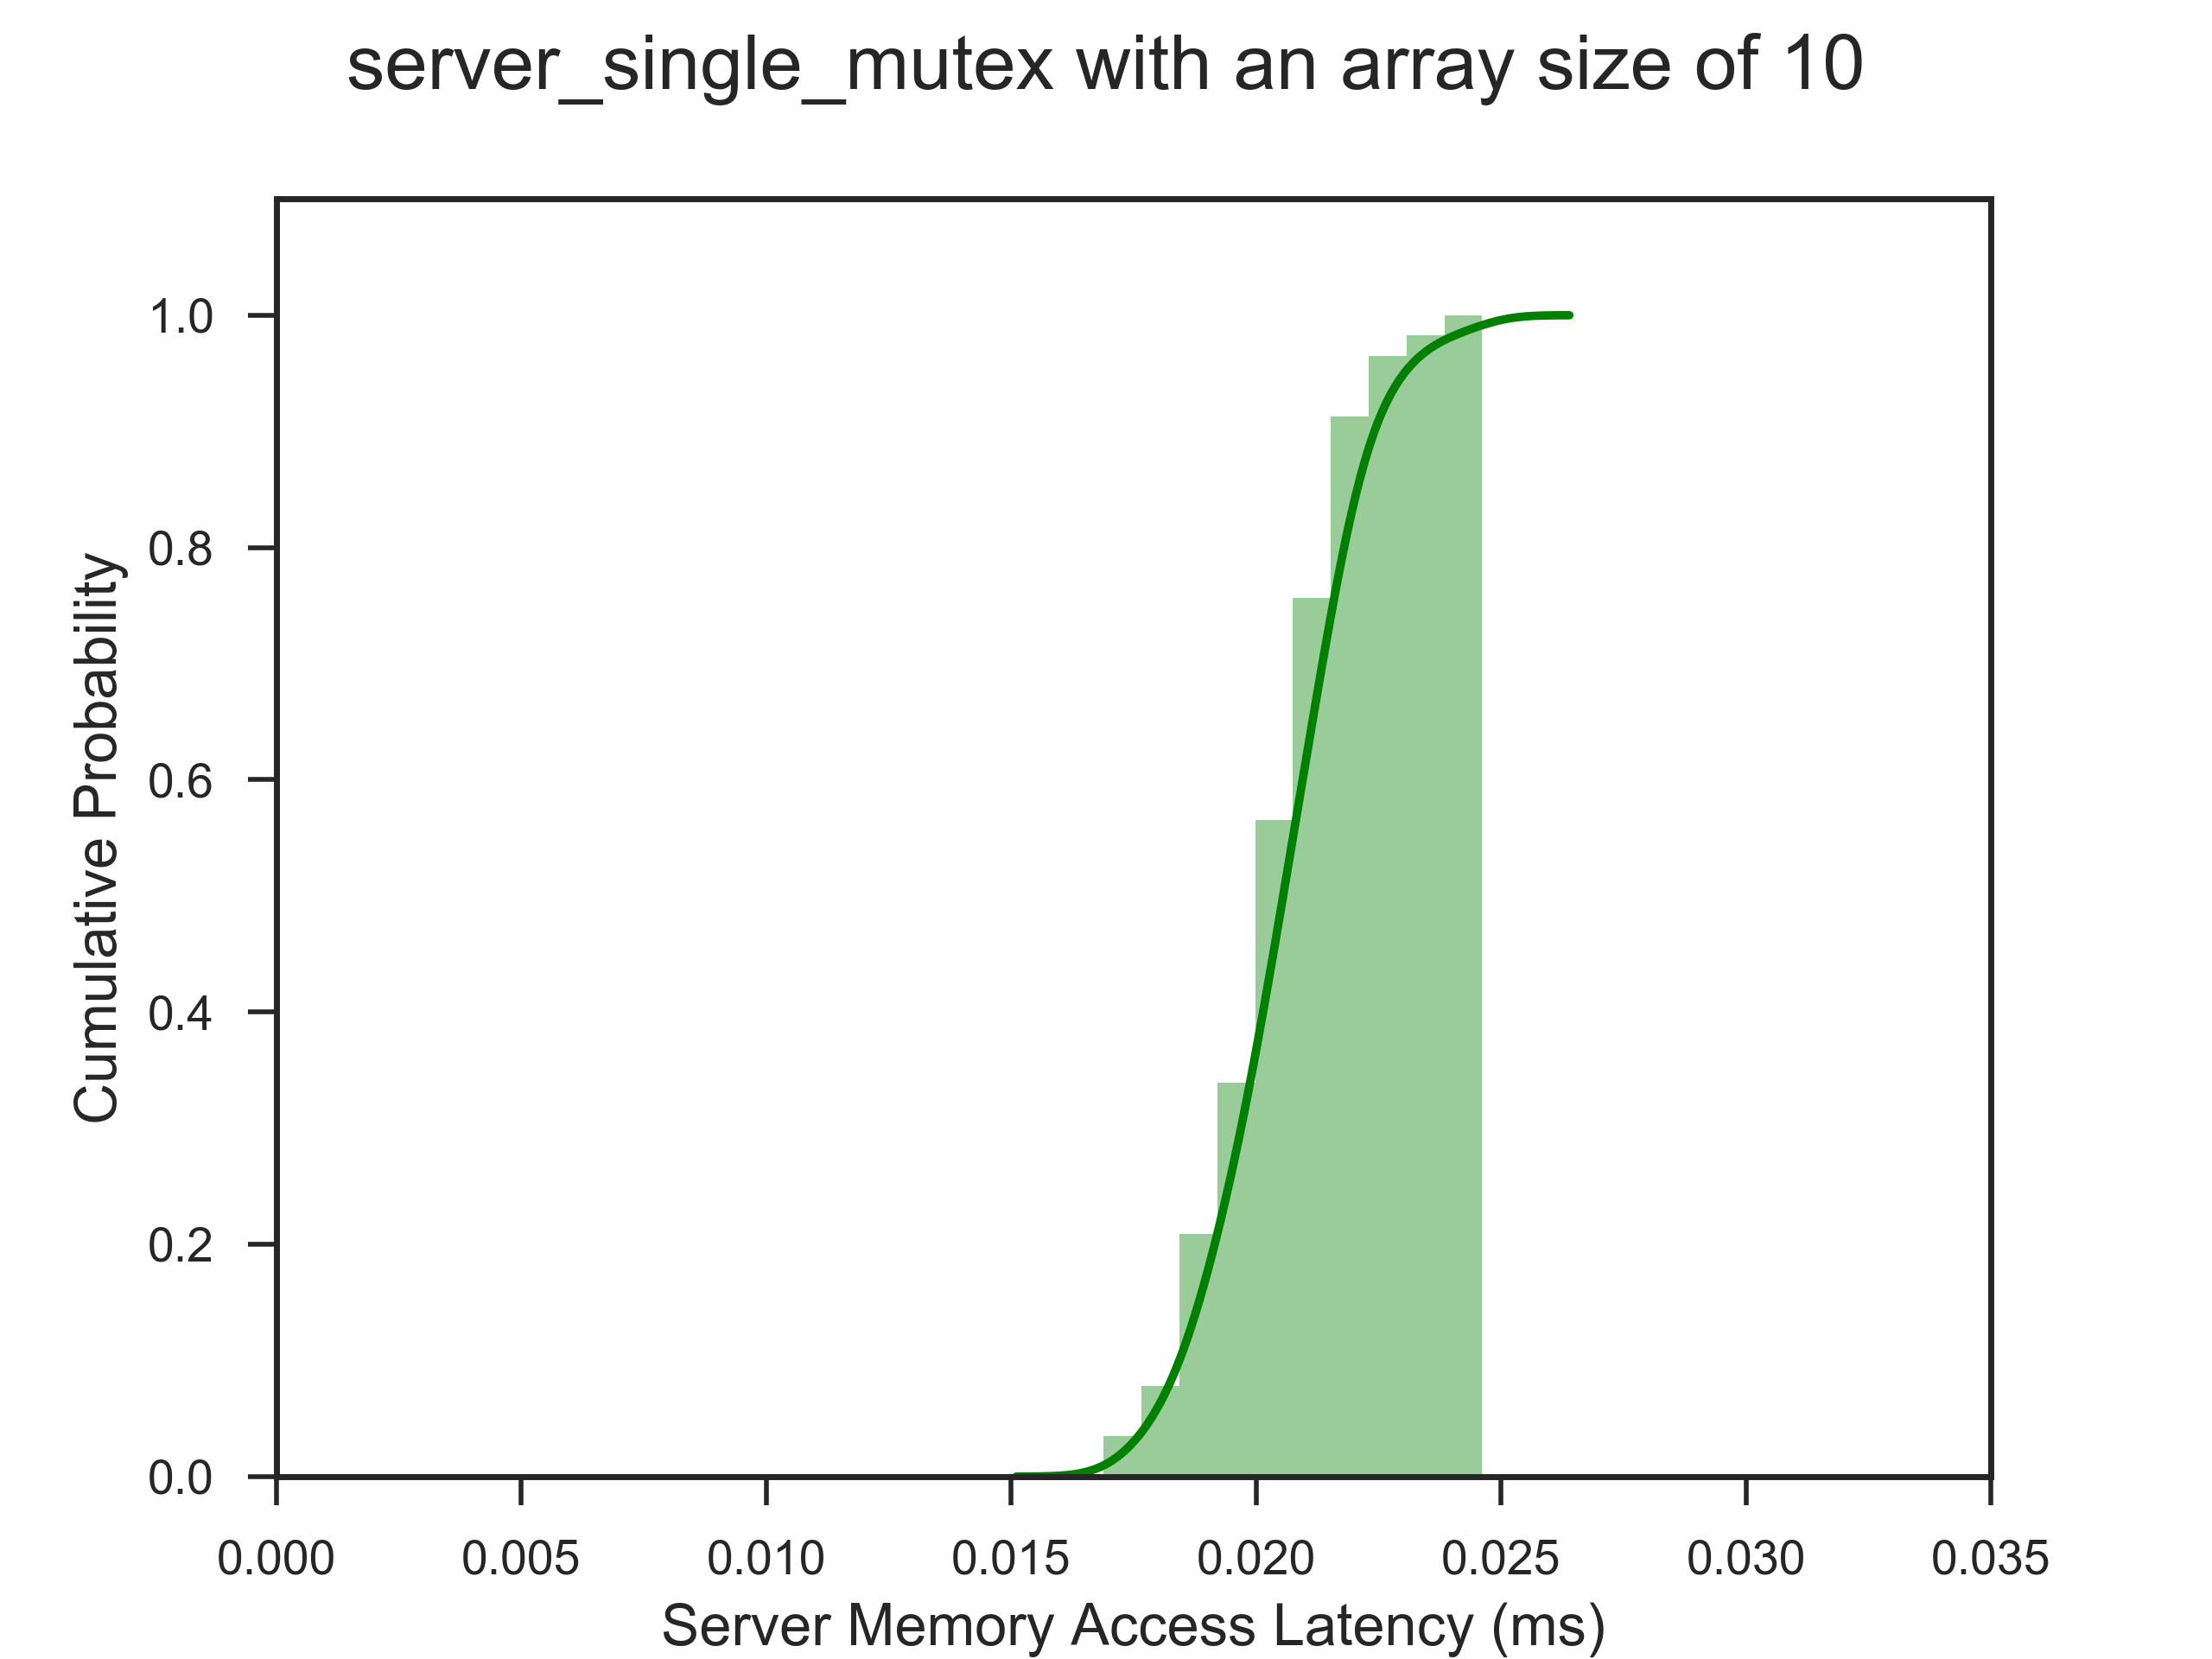 server_single_mutex with an array size of 10
1.0
0.8
0.6
0.4
0.2
0.0
Cumulative Probability
0.000 0.005 0.010 0.015 0.020 0.025 0.030 0.035
Server Memory Access Latency (ms)